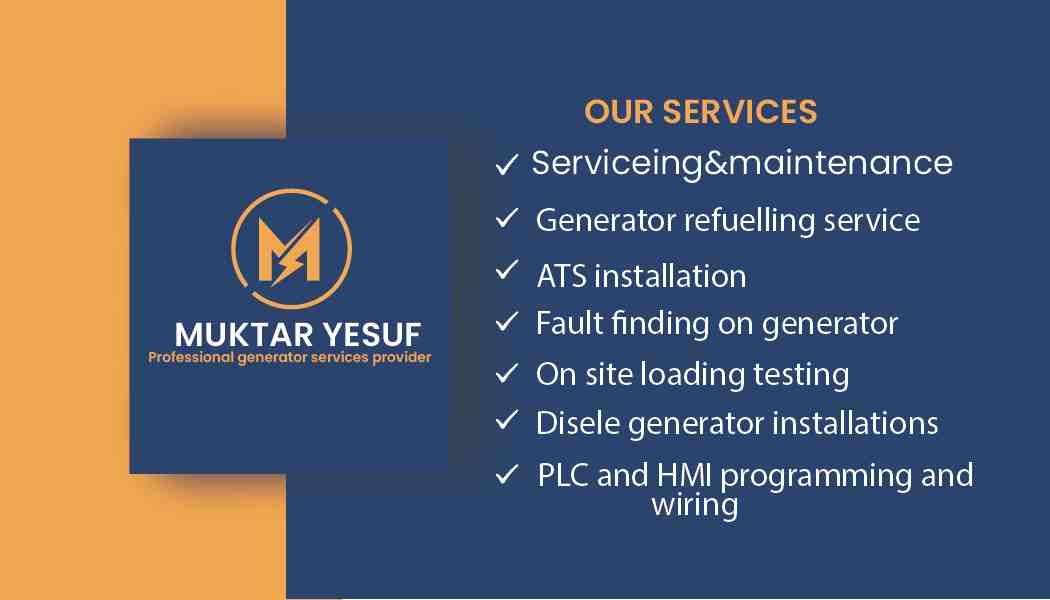 MUKTAR YESUF
Professional generator services provider
OUR SERVICES
Serviceing&maintenance
Generator refuelling service
ATS installation
Fault finding on generator
On site loading testing
Disele generator installations
PLC and HMI programming and
wiring